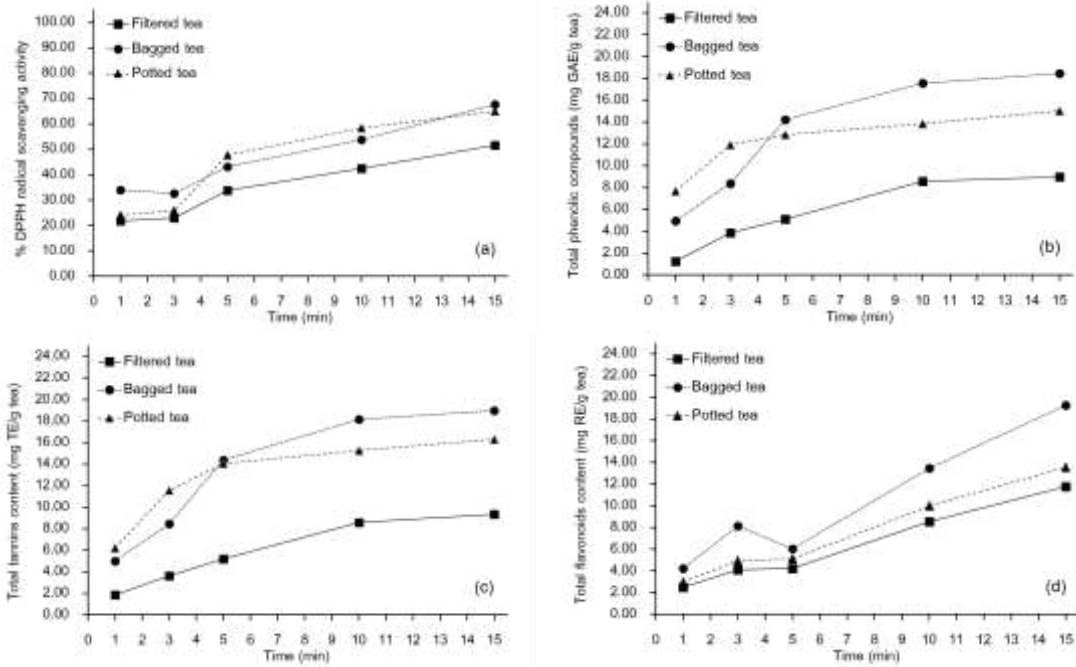 100.00
90.00
80.00
70.00
60.00
50.00
40.00
30.00
20.00
10.00
0.00
% DPPH radical scavenging activity
Filtered tea
Bagged tea
Potted tea
(a)
0 1 2 3 4 5 6 7 8 9 10 11 12 13 14 15
Time (min)
24.00
22.00
20.00
18.00
16.00
14.00
12.00
10.00
8.00
6.00
4.00
2.00
0.00
Total phenolic compounds (mg GAE/g tea)
Filtered tea
Bagged tea
Potted tea
(b)
0 1 2 3 4 5 6 7 8 9 10 11 12 13 14 15
Time (min)
24.00
22.00
20.00
18.00
16.00
14.00
12.00
10.00
8.00
6.00
4.00
2.00
0.00
Total tannins content (mg TE/g tea)
Filtered tea
Bagged tea
Potted tea
(c)
0 1 2 3 4 5 6 7 8 9 10 11 12 13 14 15
Time (min)
24.00
22.00
20.00
18.00
16.00
14.00
12.00
10.00
8.00
6.00
4.00
2.00
0.00
Total flavonoids content (mg RE/g tea)
Filtered tea
Bagged tea
Potted tea
(d)
0 1 2 3 4 5 6 7 8 9 10 11 12 13 14 15
Time (min)